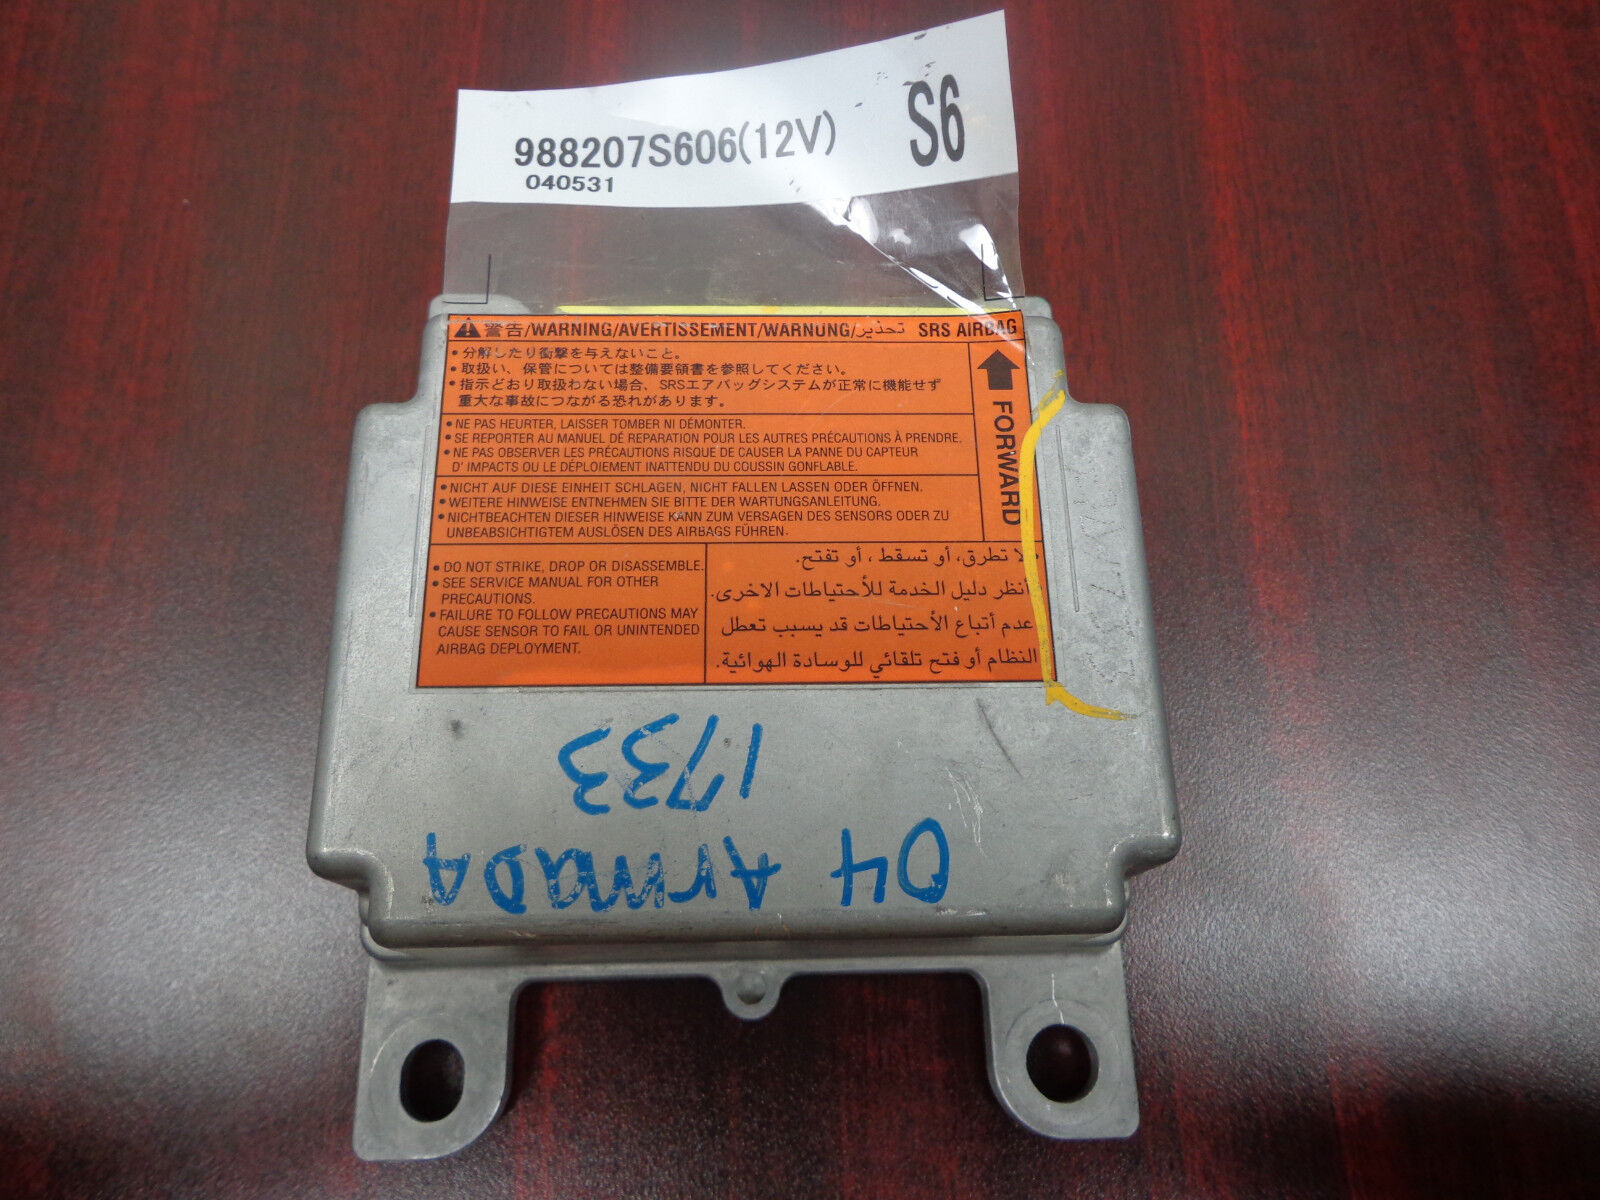 988207S606(12V) S6
040531
警告/WARNING/AVERTISSEMENT/WARNUNG/تحذير SRS AIRBAG
• 分解したり衝撃を与えないこと。
• 取扱い、保管については整備要領書を参照してください。
• 指示どおり取扱わない場合、SRSエアバッグシステムが正常に機能せず
重大な事故につながる恐れがあります。
FORWARD
• NE PAS HEURTER, LAISSER TOMBER NI DÉMONTER.
• SE REPORTER AU MANUEL DE REPARATION POUR LES AUTRES PRÉCAUTIONS À PRENDRE.
• NE PAS OBSERVER LES PRÉCAUTIONS RISQUE DE CAUSER LA PANNE DU CAPTEUR
D' IMPACTS OU LE DÉPLOIEMENT INATTENDU DU COUSSIN GONFLABLE.
• NICHT AUF DIESE EINHEIT SCHLAGEN, NICHT FALLEN LASSEN ODER ÖFFNEN.
• WEITERE HINWEISE ENTNEHMEN SIE BITTE DER WARTUNGSANLEITUNG.
• NICHTBEACHTEN DIESER HINWEISE KANN ZUM VERSAGEN DES SENSORS ODER ZU
UNBEABSICHTIGTEM AUSLÖSEN DES AIRBAGS FÜHREN.
• DO NOT STRIKE, DROP OR DISASSEMBLE.
• SEE SERVICE MANUAL FOR OTHER
PRECAUTIONS.
• FAILURE TO FOLLOW PRECAUTIONS MAY
CAUSE SENSOR TO FAIL OR UNINTENDED
AIRBAG DEPLOYMENT.
لا تطرق، أو تسقط ، أو تفتح.
أنظر دليل الخدمة للأحتياطات الاخرى.
عدم أتباع الأحتياطات قد يسبب تعطل
النظام أو فتح تلقائي للوسادة الهوائية.
04 ArmaDA
1733